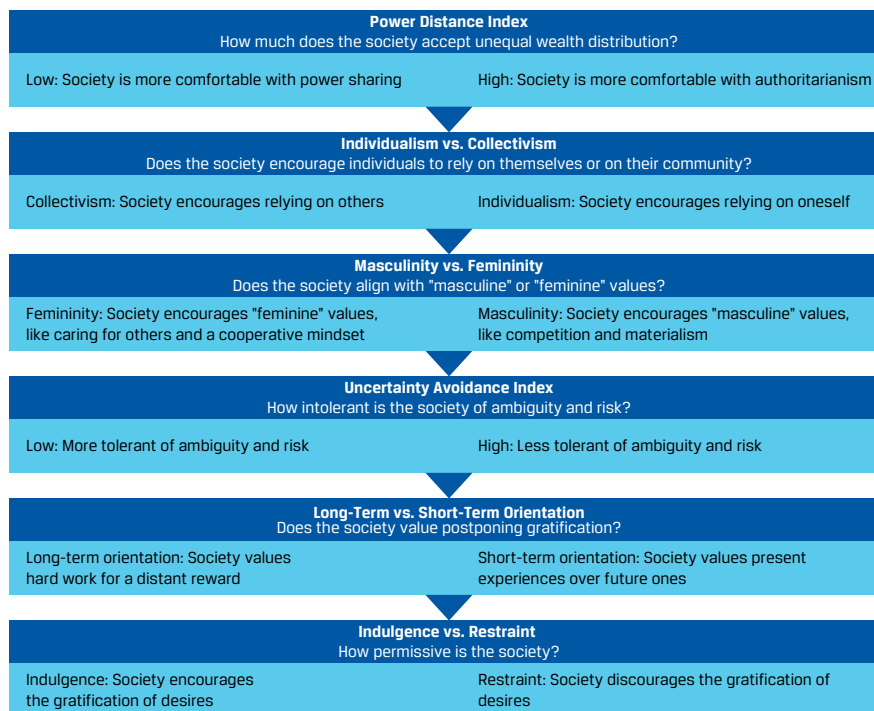 Power Distance Index
How much does the society accept unequal wealth distribution?
Low: Society is more comfortable with power sharing
High: Society is more comfortable with authoritarianism
Individualism vs. Collectivism
Does the society encourage individuals to rely on themselves or on their community?
Collectivism: Society encourages relying on others
Individualism: Society encourages relying on oneself
Masculinity vs. Femininity
Does the society align with "masculine" or "feminine" values?
Femininity: Society encourages "feminine" values,
like caring for others and a cooperative mindset
Masculinity: Society encourages "masculine" values,
like competition and materialism
Uncertainty Avoidance Index
How intolerant is the society of ambiguity and risk?
Low: More tolerant of ambiguity and risk
High: Less tolerant of ambiguity and risk
Long-Term vs. Short-Term Orientation
Does the society value postponing gratification?
Long-term orientation: Society values
hard work for a distant reward
Short-term orientation: Society values present
experiences over future ones
Indulgence vs. Restraint
How permissive is the society?
Indulgence: Society encourages
the gratification of desires
Restraint: Society discourages the gratification of
desires